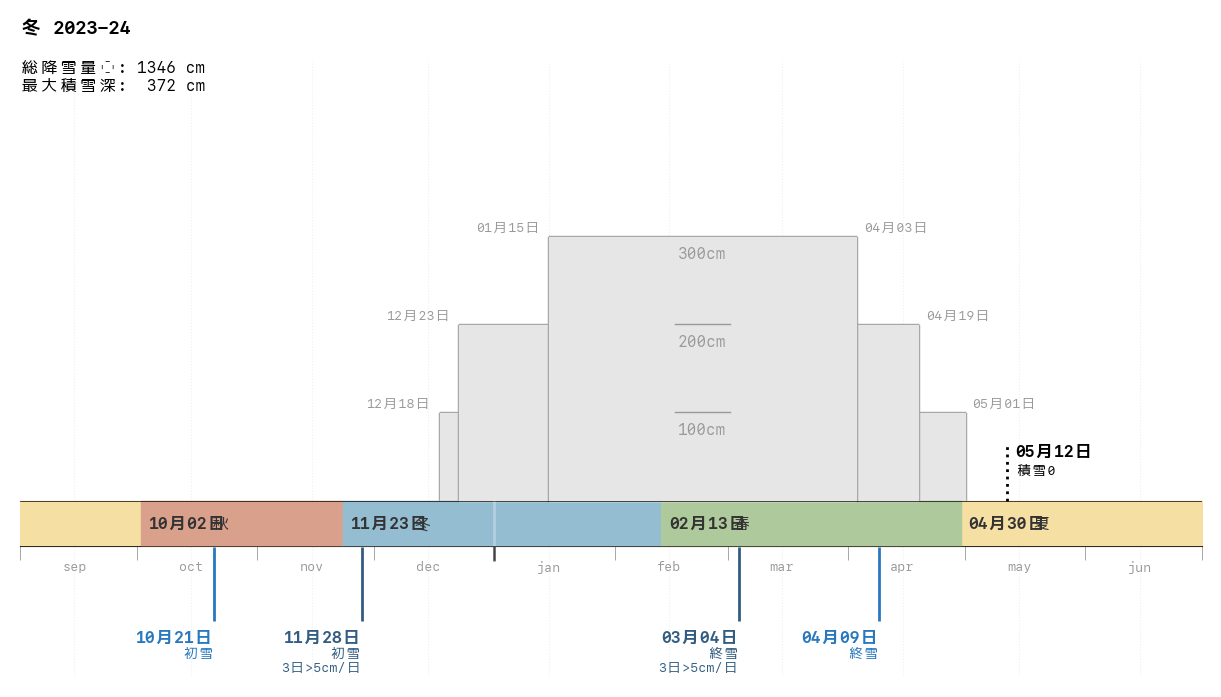 冬 2023–24
総降雪量◌: 1346 cm
最大積雪深: 372 cm
01月15日
04月03日
300cm
12月23日
04月19日
200cm
12月18日
05月01日
100cm
05月12日
積雪0
10月02日秋
11月23日冬
02月13日春
04月30日夏
sep oct nov dec jan feb mar apr may jun
10月21日
初雪
11月28日
初雪
3日>5cm/日
03月04日
終雪
3日>5cm/日
04月09日
終雪